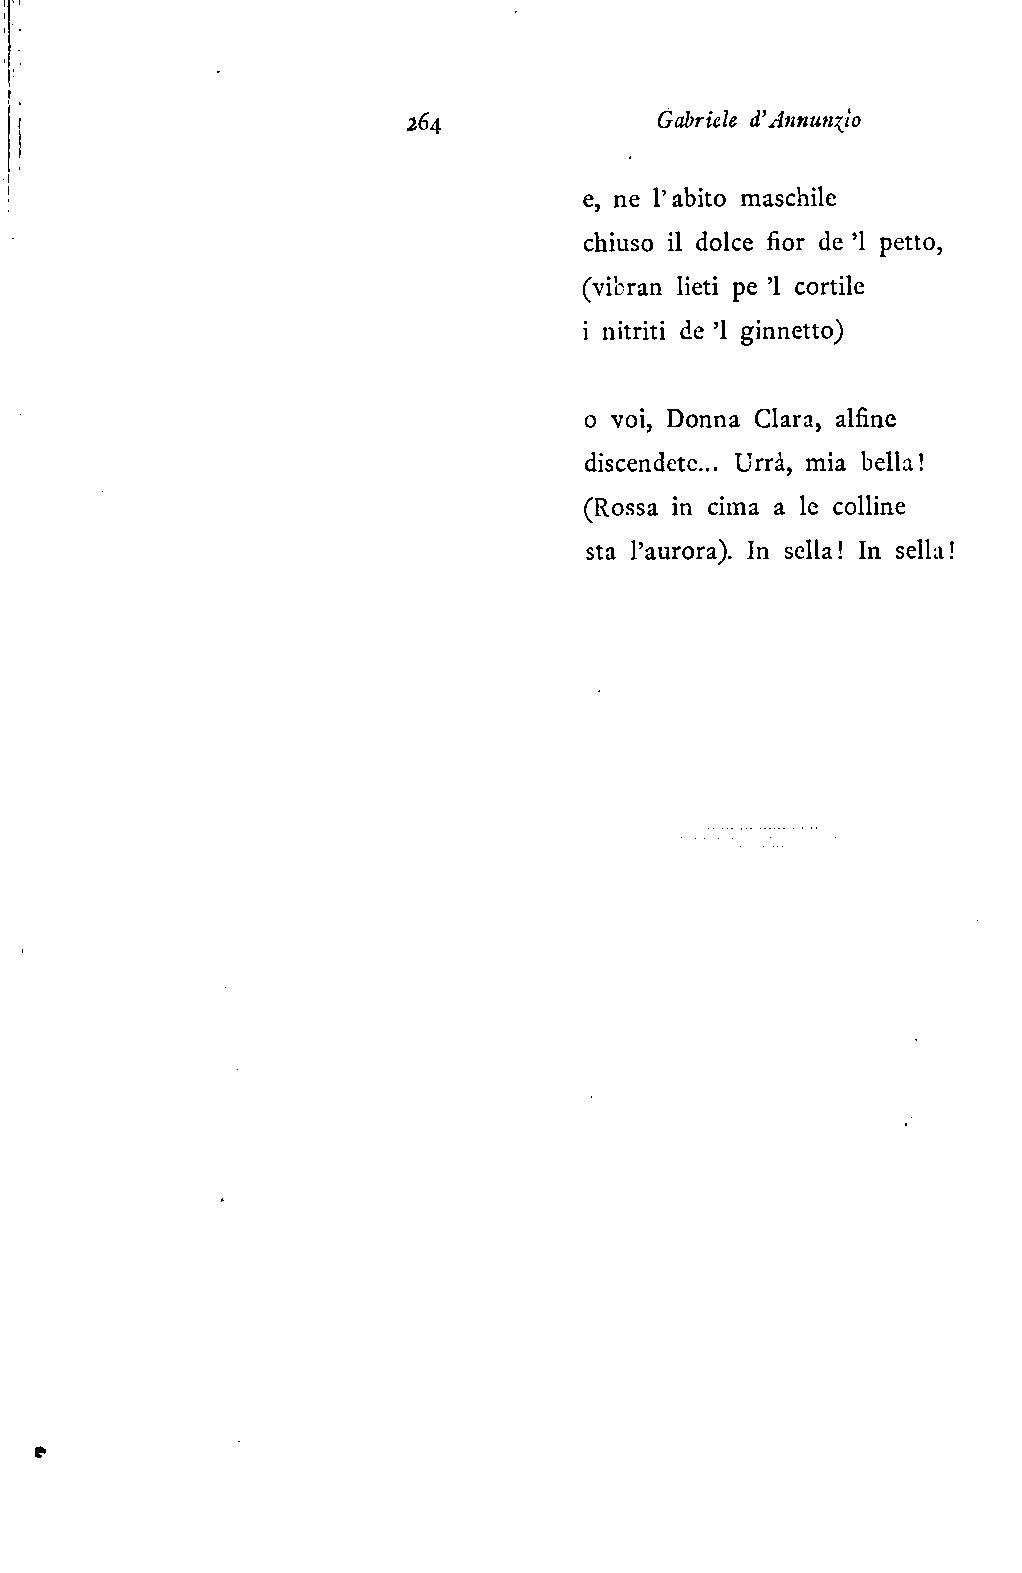 264 Gabriele d'Annunzio
e, ne l'abito maschile
chiuso il dolce fior de 'l petto,
(vibran lieti pe 'l cortile
i nitriti de 'l ginnetto)
o voi, Donna Clara, alfine
discendete... Urrà, mia bella!
(Rossa in cima a le colline
sta l'aurora). In sella! In sella!